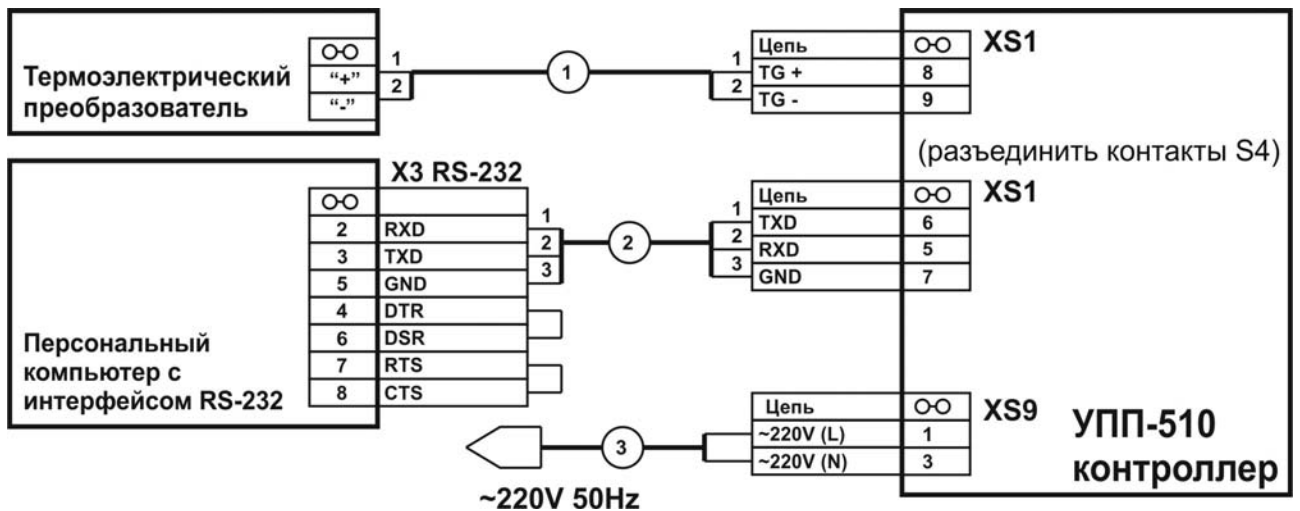 Термоэлектрический
преобразователь
“+”
“-”
1
2
1
1
2
Цепь
TG +
8
TG -
9
XS1
(разъединить контакты S4)
X3 RS-232
2 RXD
3 TXD
5 GND
4 DTR
6 DSR
7 RTS
8 CTS
1
2
3
2
1
2
3
Цепь
TXD 6
RXD 5
GND 7
XS1
Персональный
компьютер с
интерфейсом RS-232
~220V 50Hz
3
Цепь
~220V (L) 1
~220V (N) 3
XS9
УПП-510
контроллер